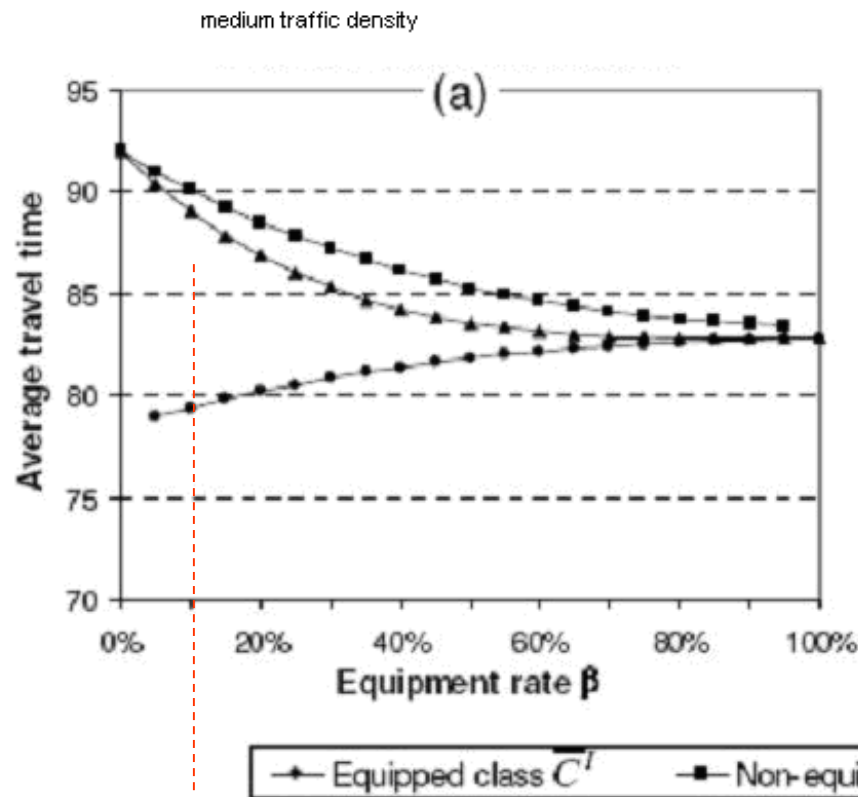 medium traffic density
(a)
Average travel time
95
90
85
80
75
70
0%
20%
40%
60%
80%
100%
Equipment rate β
Equipped class C̅ᴵ
Non-equi